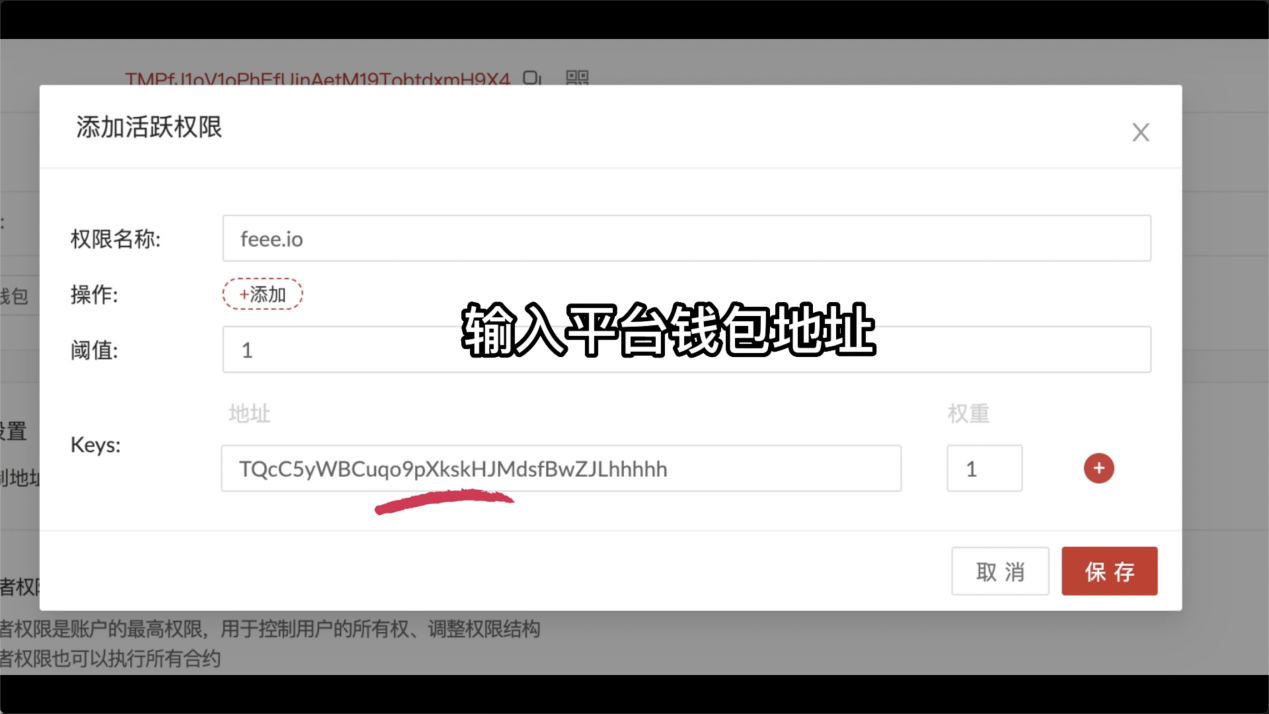 TMPfJ1oV1oPhEfUinAetM19TobtdxmH9X4
添加活跃权限
权限名称: feee.io
操作: +添加
输入平台钱包地址
阈值: 1
地址 权重
Keys: TQcC5yWBCuqo9pXkskHJMdsfBwZJLhhhhh 1
取消 保存
钱包
设置
制地址
者权限
者权限是账户的最高权限，用于控制用户的所有权、调整权限结构
者权限也可以执行所有合约